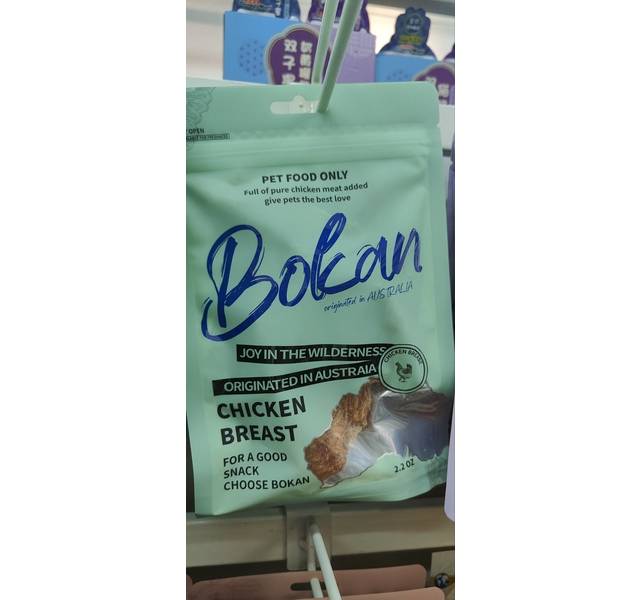 OPEN
PET FOOD ONLY
Full of pure chicken meat added
give pets the best love
Bokan
originated in AUSTRALIA
JOY IN THE WILDERNESS
ORIGINATED IN AUSTRAIA
CHICKEN BREAST
CHICKEN
BREAST
FOR A GOOD
SNACK
CHOOSE BOKAN
2.2 OZ